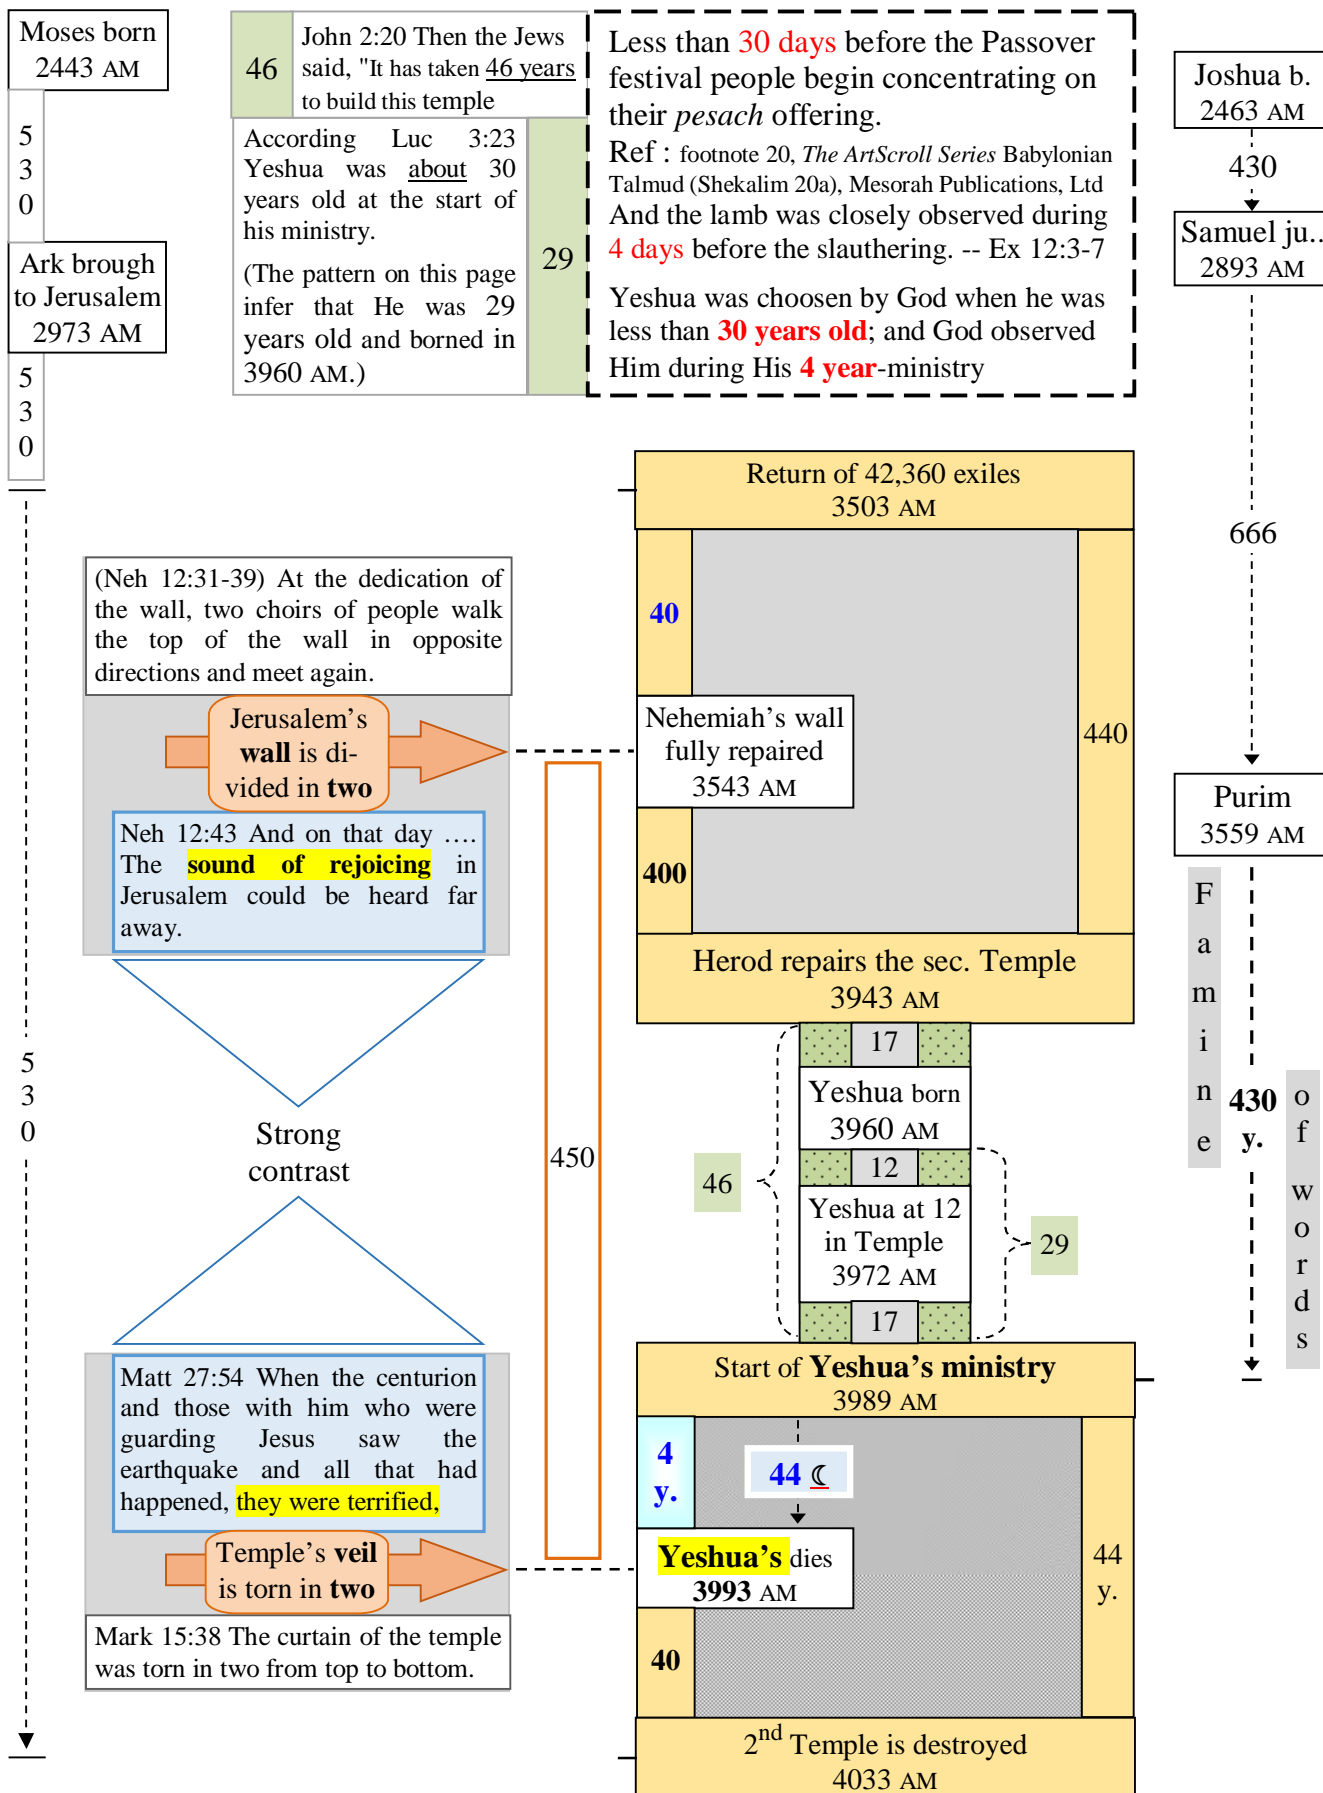 Moses born
2443 AM
5
3
0
Ark brough
to Jerusalem
2973 AM
5
3
0
5
3
0
46
John 2:20 Then the Jews
said, "It has taken 46 years
to build this temple
According Luc 3:23
Yeshua was about 30
years old at the start of
his ministry.
(The pattern on this page
infer that He was 29
years old and borned in
3960 AM.)
29
Less than 30 days before the Passover
festival people begin concentrating on
their pesach offering.
Ref : footnote 20, The ArtScroll Series Babylonian
Talmud (Shekalim 20a), Mesorah Publications, Ltd
And the lamb was closely observed during
4 days before the slauthering. -- Ex 12:3-7
Yeshua was choosen by God when he was
less than 30 years old; and God observed
Him during His 4 year-ministry
Joshua b.
2463 AM
430
Samuel ju..
2893 AM
666
Purim
3559 AM
F
a
m
i
n
e
430
y.
o
f
w
o
r
d
s
(Neh 12:31-39) At the dedication of
the wall, two choirs of people walk
the top of the wall in opposite
directions and meet again.
Jerusalem’s
wall is di-
vided in two
Neh 12:43 And on that day ….
The sound of rejoicing in
Jerusalem could be heard far
away.
Strong
contrast
Matt 27:54 When the centurion
and those with him who were
guarding Jesus saw the
earthquake and all that had
happened, they were terrified,
Temple’s veil
is torn in two
Mark 15:38 The curtain of the temple
was torn in two from top to bottom.
450
Return of 42,360 exiles
3503 AM
40
440
Nehemiah’s wall
fully repaired
3543 AM
400
Herod repairs the sec. Temple
3943 AM
17
Yeshua born
3960 AM
12
46
Yeshua at 12
in Temple
3972 AM
29
17
Start of Yeshua’s ministry
3989 AM
4
y.
44 ☾
Yeshua’s dies
3993 AM
44
y.
40
2nd Temple is destroyed
4033 AM